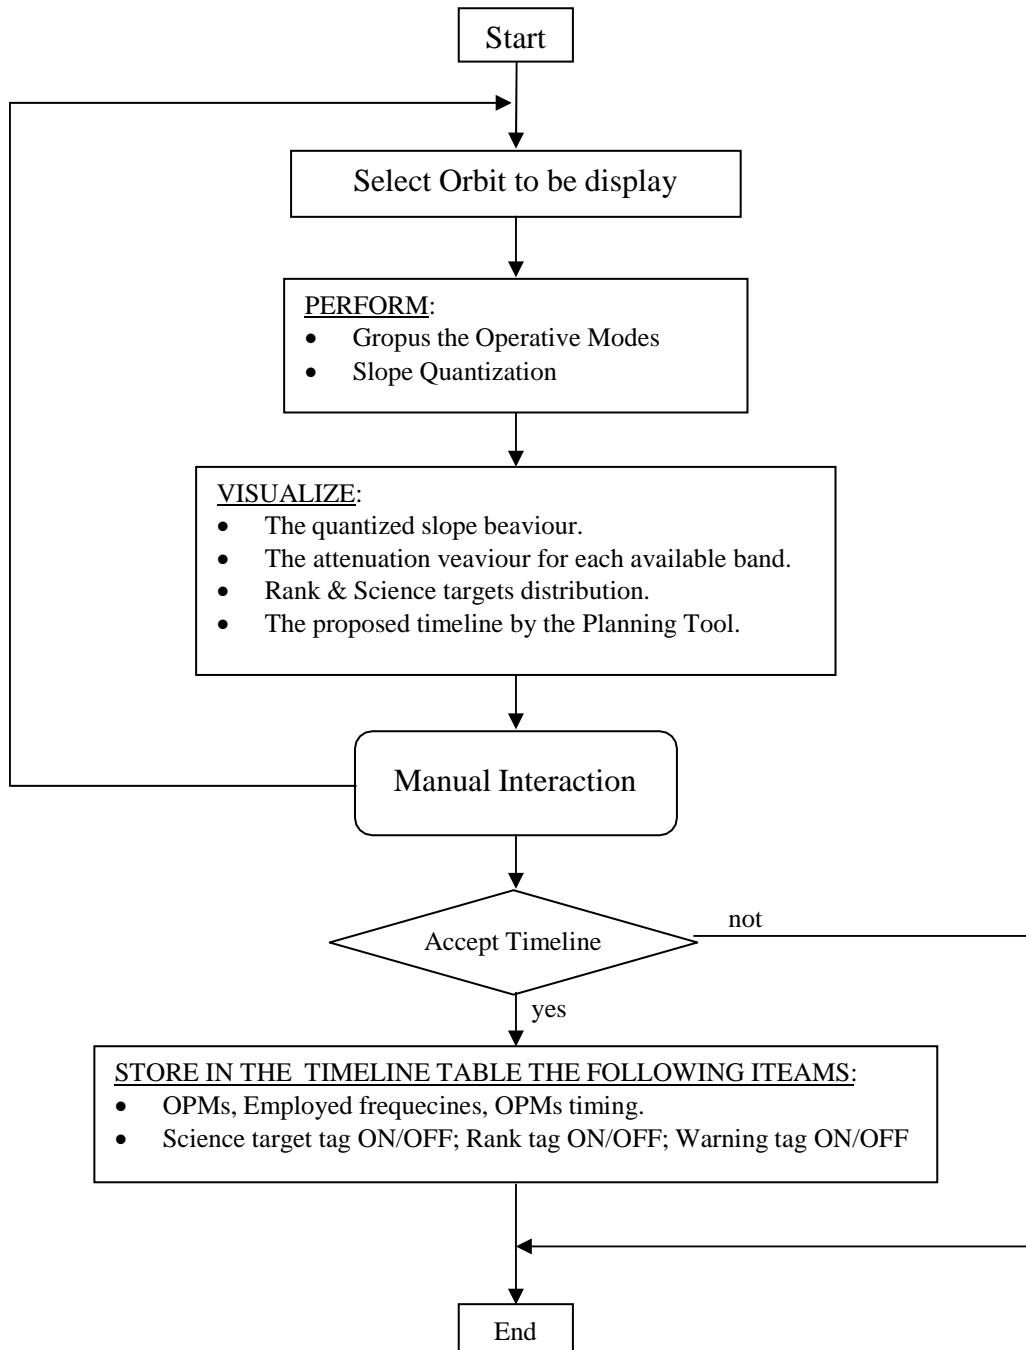 Start
Select Orbit to be display
PERFORM:
• Gropus the Operative Modes
• Slope Quantization
VISUALIZE:
• The quantized slope beaviour.
• The attenuation veaviour for each available band.
• Rank & Science targets distribution.
• The proposed timeline by the Planning Tool.
Manual Interaction
Accept Timeline
not
yes
STORE IN THE TIMELINE TABLE THE FOLLOWING ITEAMS:
• OPMs, Employed frequecines, OPMs timing.
• Science target tag ON/OFF; Rank tag ON/OFF; Warning tag ON/OFF
End